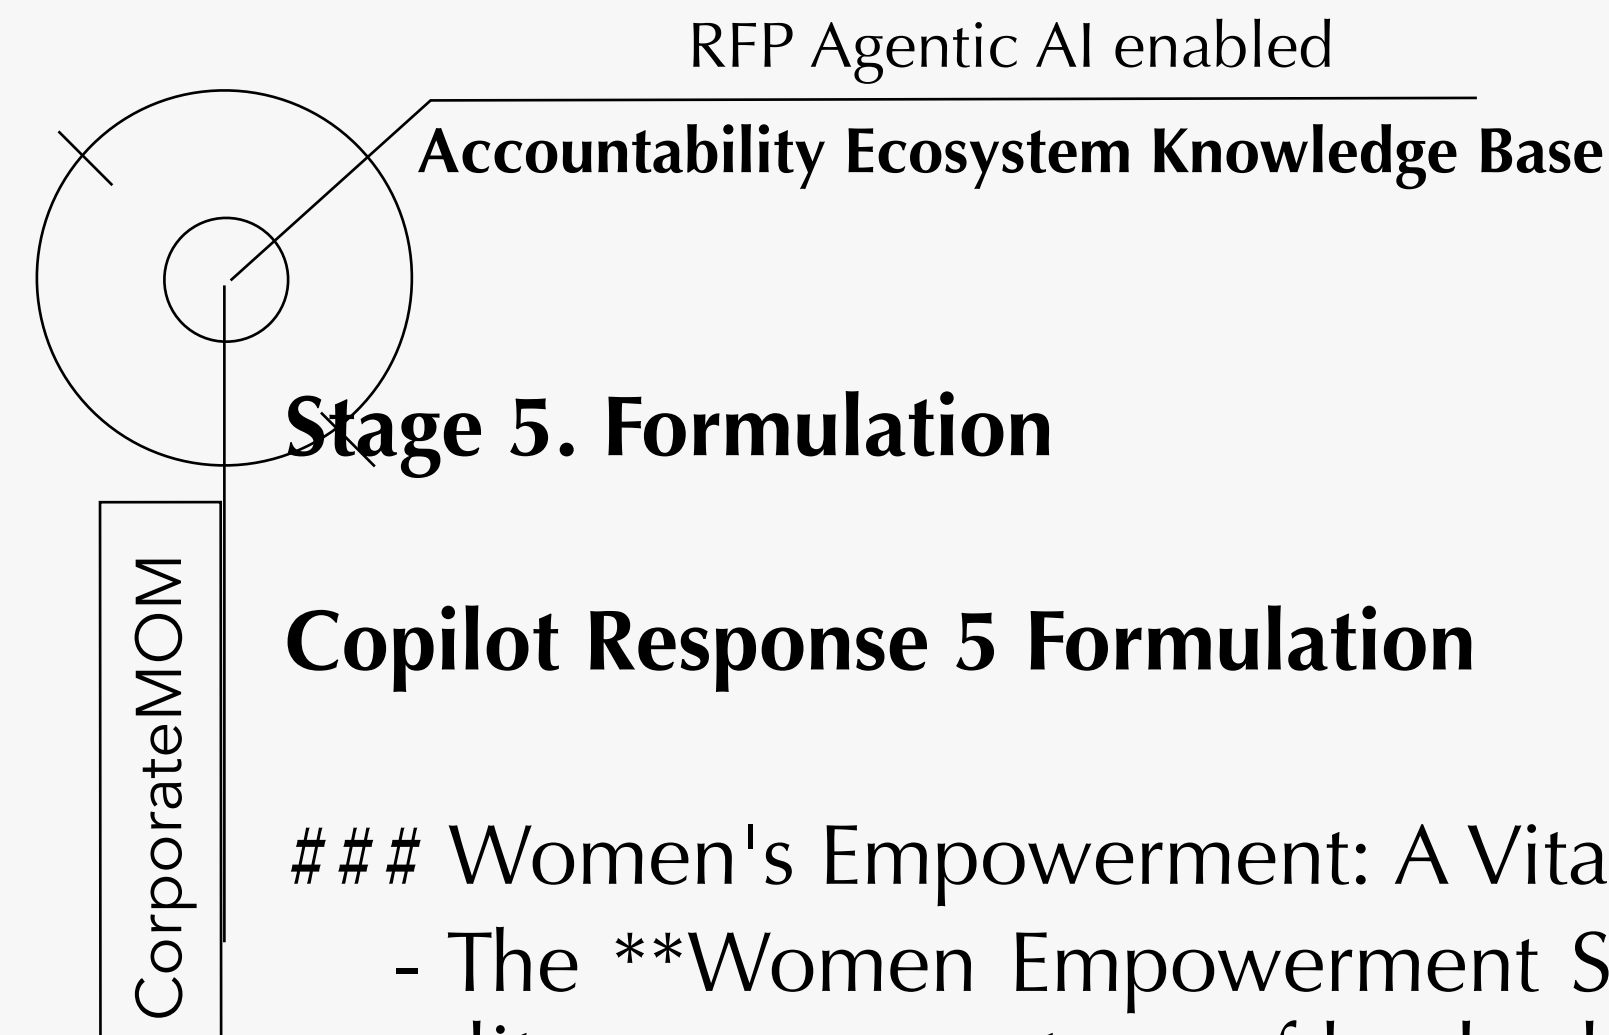 RFP Agentic AI enabled
Accountability Ecosystem Knowledge Base
Stage 5. Formulation
Copilot Response 5 Formulation
CorporateMOM
### Women's Empowerment: A Vita
- The **Women Empowerment S